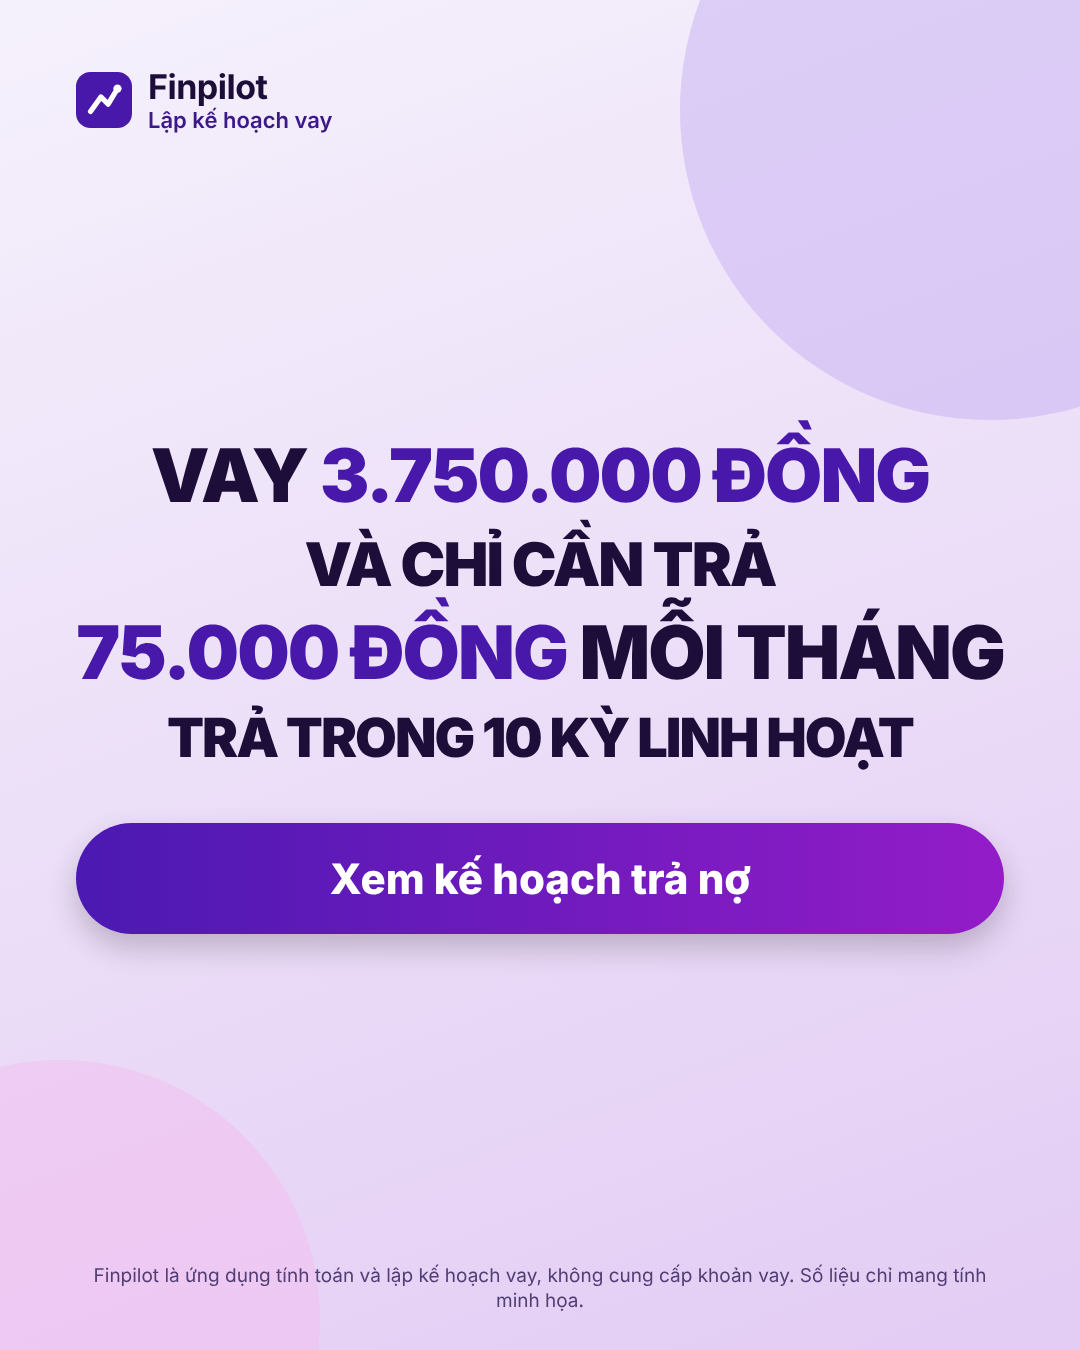 Finpilot
Lập kế hoạch vay
VAY 3.750.000 ĐỒNG
VÀ CHỈ CẦN TRẢ
75.000 ĐỒNG MỖI THÁNG
TRẢ TRONG 10 KỲ LINH HOẠT
Xem kế hoạch trả nợ
Finpilot là ứng dụng tính toán và lập kế hoạch vay, không cung cấp khoản vay. Số liệu chỉ mang tính
minh họa.